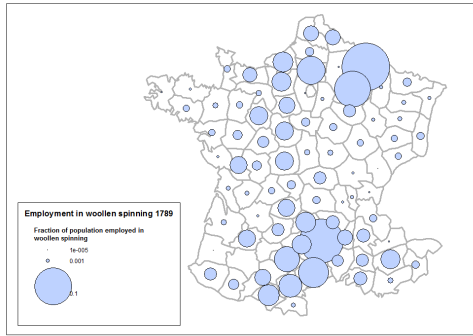 Employment in woollen spinning 1789
Fraction of population employed in
woollen spinning
1e-005
0.001
0.1